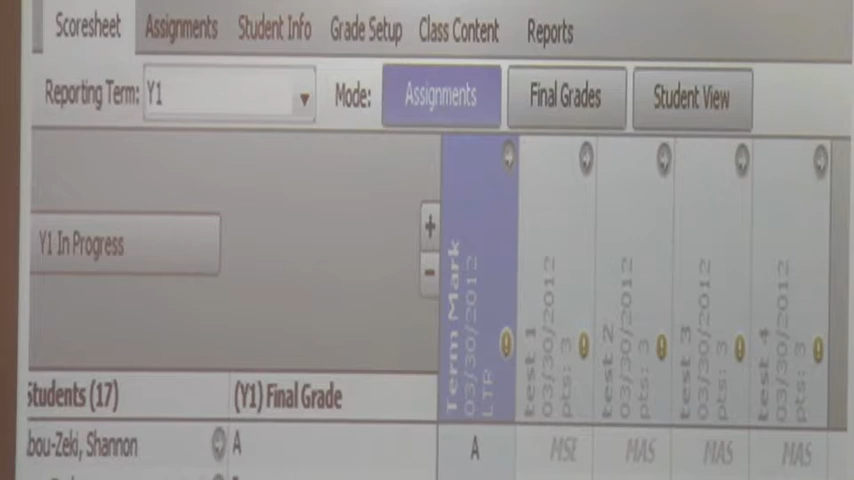 Scoresheet Assignments Student Info Grade Setup Class Content Reports
Reporting Term: Y1 Mode: Assignments Final Grades Student View
Y1 In Progress
+
-
Term Mark
03/30/2012
LTR
test 1
03/30/2012
pts: 3
test 2
03/30/2012
pts: 3
test 3
03/30/2012
pts: 3
test 4
03/30/2012
pts: 3
Students (17) (Y1) Final Grade
bou-Zeki, Shannon A A MSE MAS MAS MAS